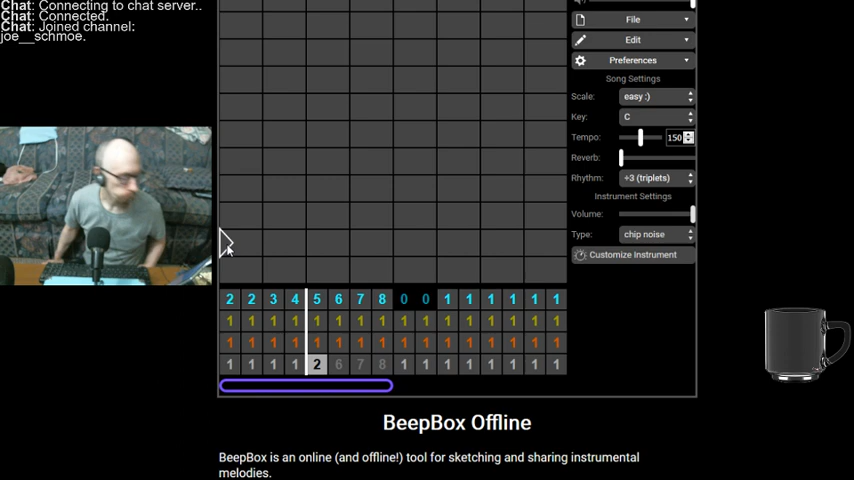 Chat: Connecting to chat server..
Chat: Connected.
Chat: Joined channel:
joe__schmoe.
File
Edit
Preferences
Song Settings
Scale: easy :)
Key: C
Tempo: 150
Reverb:
Rhythm: ÷3 (triplets)
Instrument Settings
Volume:
Type: chip noise
Customize Instrument
2 2 3 4 5 6 7 8 0 0 1 1 1 1 1 1
1 1 1 1 1 1 1 1 1 1 1 1 1 1 1 1
1 1 1 1 1 1 1 1 1 1 1 1 1 1 1 1
1 1 1 1 2 6 7 8 1 1 1 1 1 1 1 1
BeepBox Offline
BeepBox is an online (and offline!) tool for sketching and sharing instrumental
melodies.